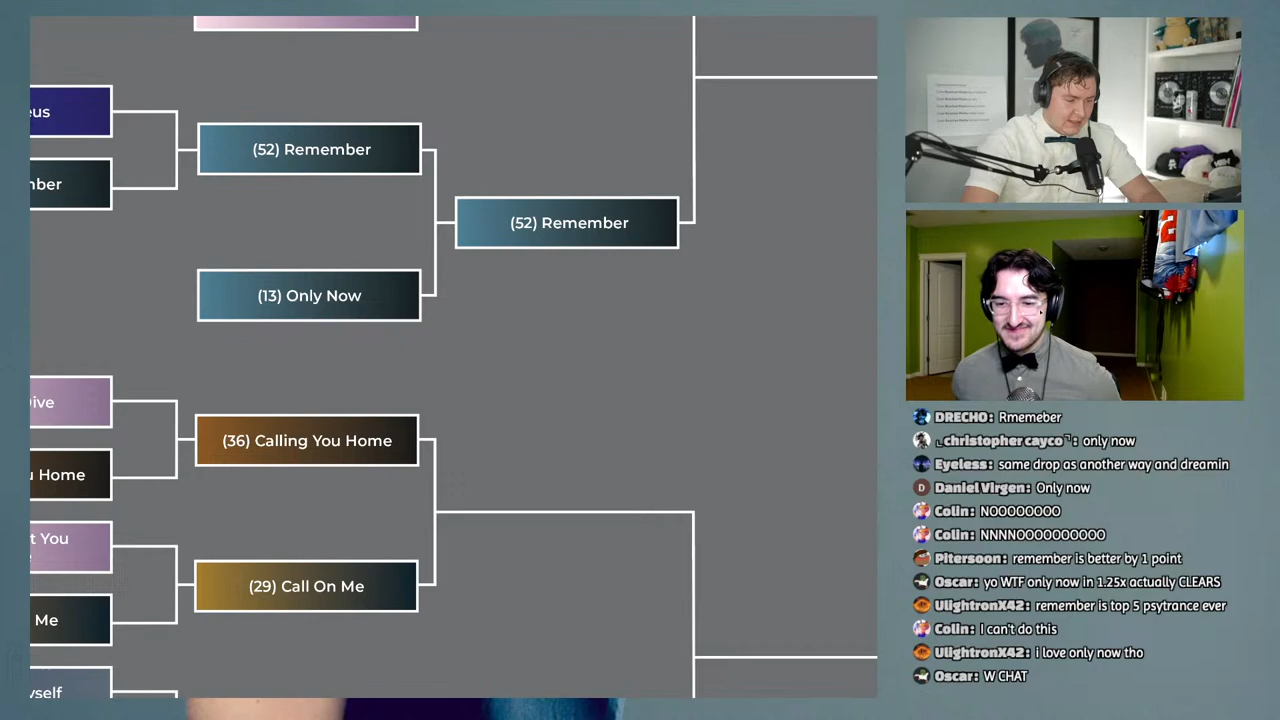 eus
nber
(52) Remember
(52) Remember
(13) Only Now
Dive
u Home
(36) Calling You Home
t You
Me
(29) Call On Me
yself
DRECHO: Rmemeber
christopher cayco: only now
Eyeless: same drop as another way and dreamin
D Daniel Virgen: Only now
Colin: NOOOOOOOO
Colin: NNNNOOOOOOOOOO
Pitersoon: remember is better by 1 point
Oscar: yo WTF only now in 1.25x actually CLEARS
UlightronX42: remember is top 5 psytrance ever
Colin: I can't do this
UlightronX42: i love only now tho
Oscar: W CHAT